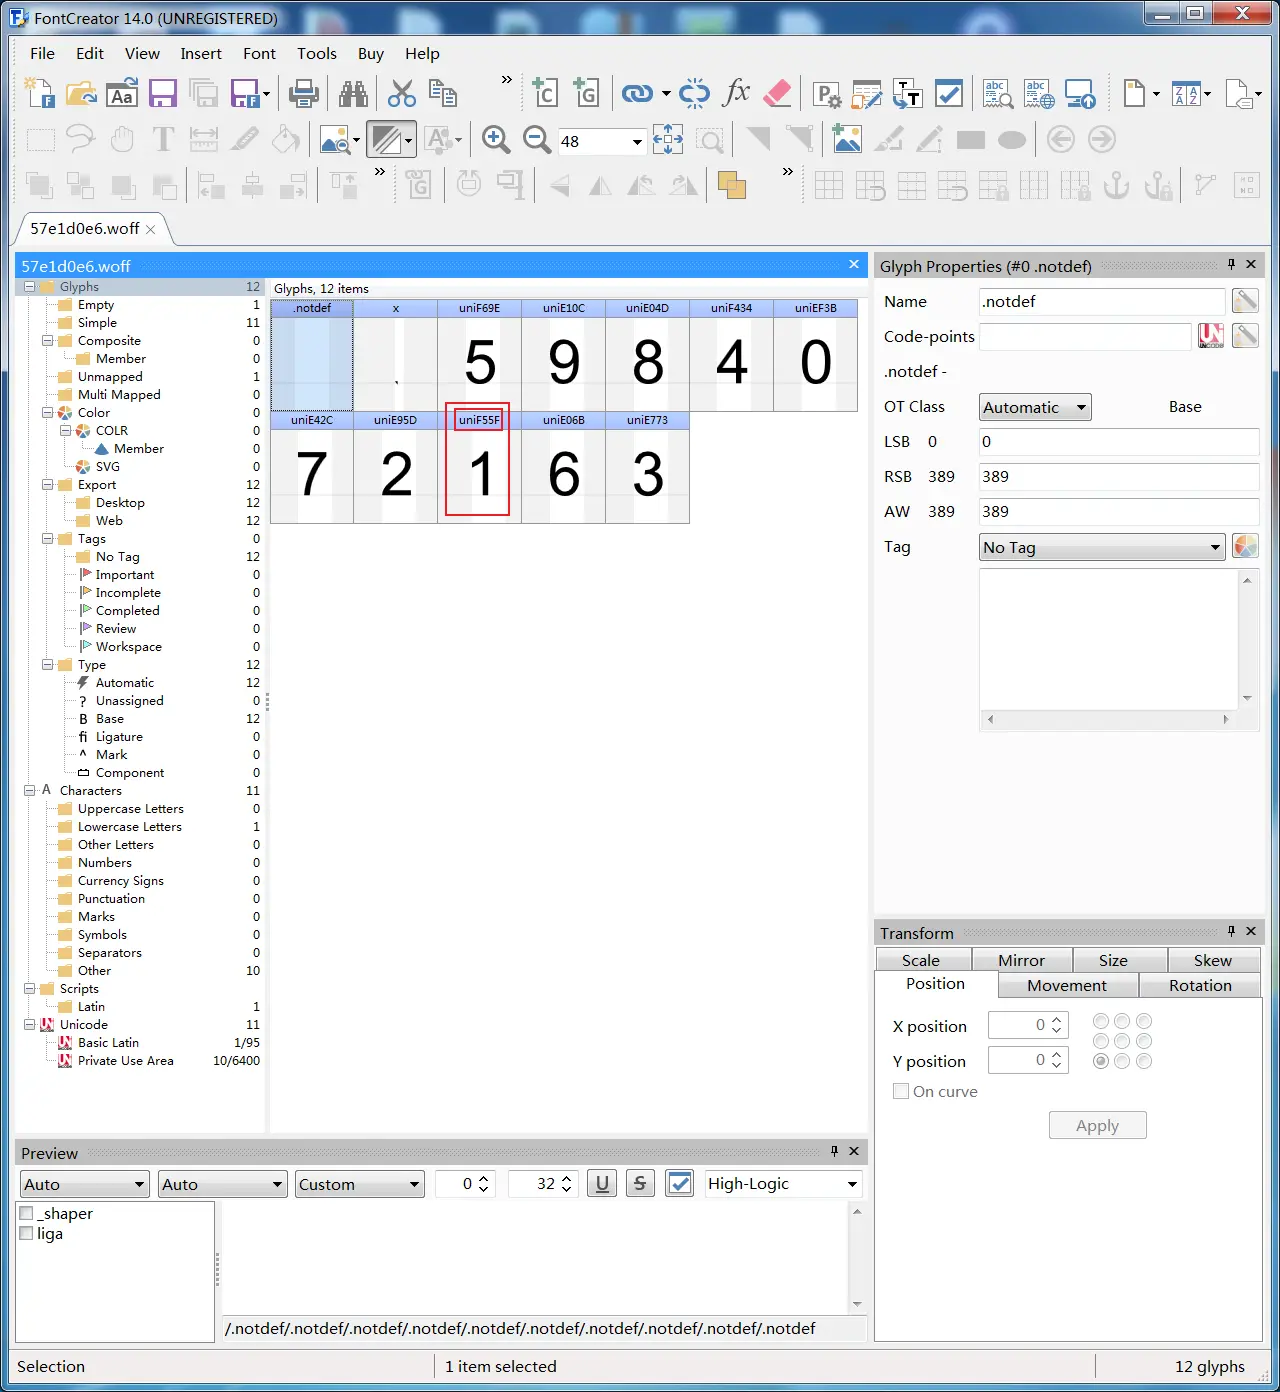 FontCreator 14.0 (UNREGISTERED)
File Edit View Insert Font Tools Buy Help
48
57e1d0e6.woff
57e1d0e6.woff
Glyphs 12
Empty 1
Simple 11
Composite 0
Member 0
Unmapped 1
Multi Mapped 0
Color 0
COLR 0
Member 0
SVG 0
Export 12
Desktop 12
Web 12
Tags 0
No Tag 12
Important 0
Incomplete 0
Completed 0
Review 0
Workspace 0
Type 12
Automatic 12
? Unassigned 0
B Base 12
fi Ligature 0
^ Mark 0
Component 0
A Characters 11
Uppercase Letters 0
Lowercase Letters 1
Other Letters 0
Numbers 0
Currency Signs 0
Punctuation 0
Marks 0
Symbols 0
Separators 0
Other 10
Scripts
Latin 1
Unicode 11
Basic Latin 1/95
Private Use Area 10/6400
Glyphs, 12 items
.notdef x uniF69E uniE10C uniE04D uniF434 uniEF3B
5 9 8 4 0
uniE42C uniE95D uniF55F uniE06B uniE773
7 2 1 6 3
Glyph Properties (#0 .notdef)
Name .notdef
Code-points
.notdef -
OT Class Automatic Base
LSB 0 0
RSB 389 389
AW 389 389
Tag No Tag
Transform
Scale Mirror Size Skew
Position Movement Rotation
X position 0
Y position 0
On curve
Apply
Preview
Auto Auto Custom 0 32 U S High-Logic
_shaper
liga
/.notdef/.notdef/.notdef/.notdef/.notdef/.notdef/.notdef/.notdef/.notdef/.notdef
Selection 1 item selected 12 glyphs